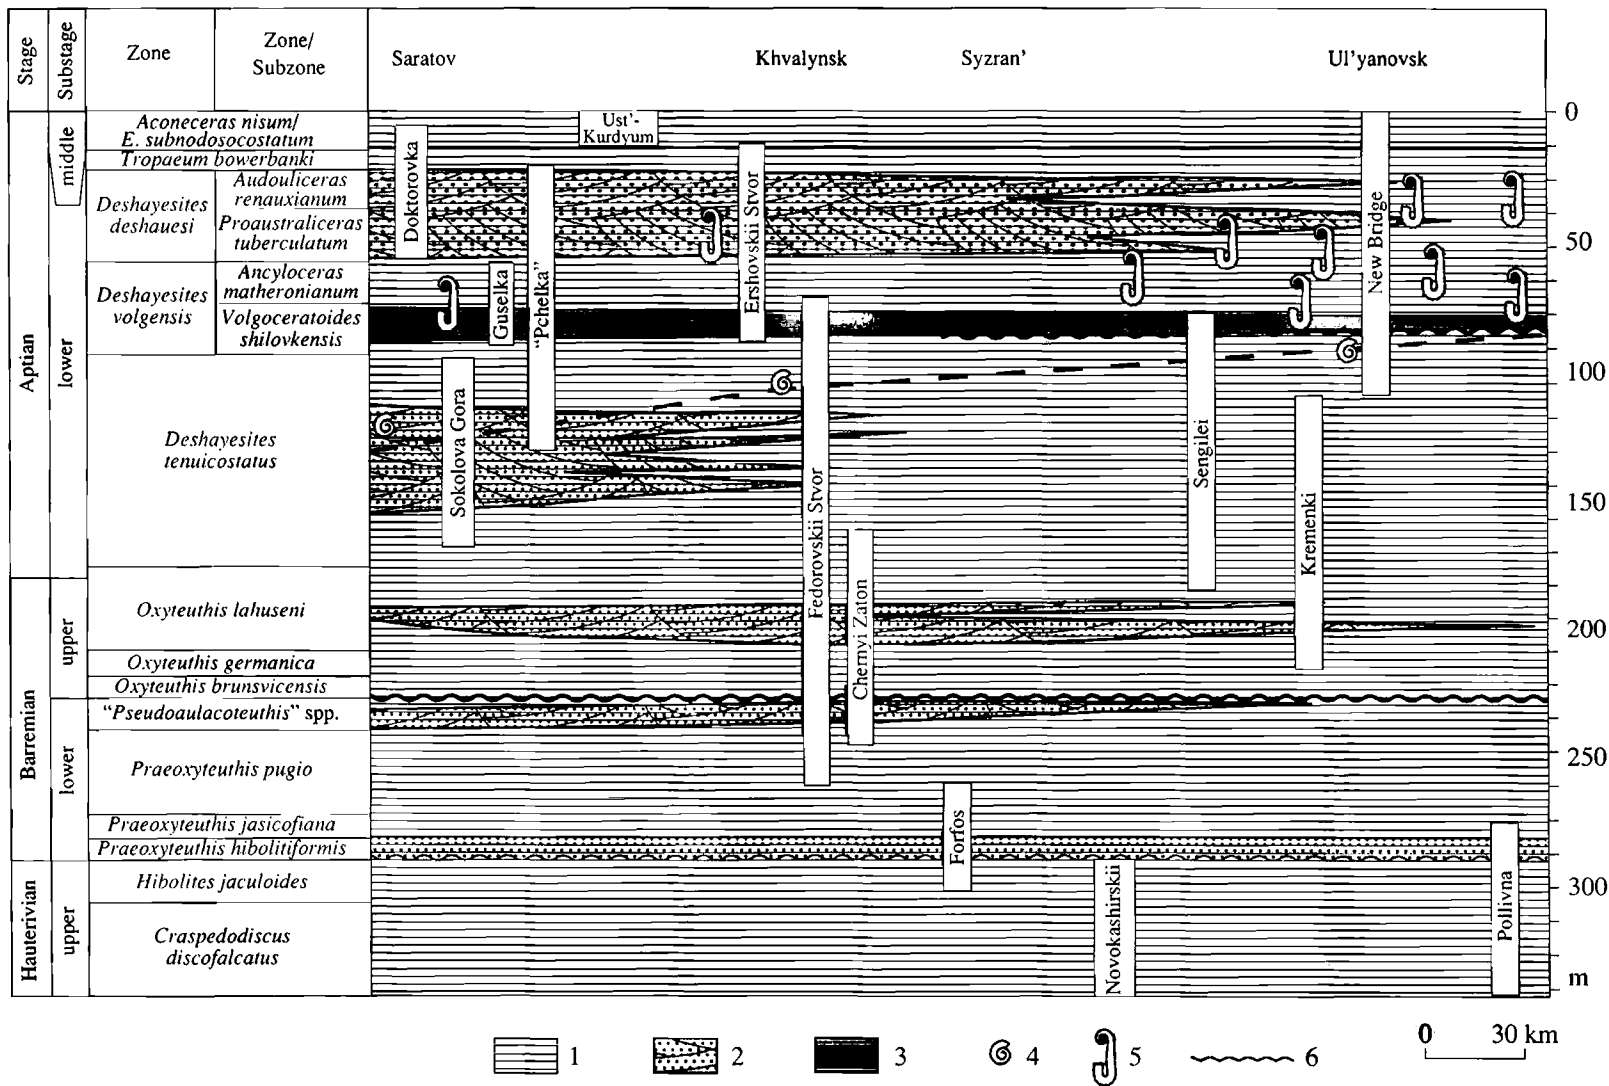 Stage
Substage
Zone
Zone/
Subzone
Saratov
Khvalynsk
Syzran'
Ul'yanovsk
Aptian
Barremian
Hauterivian
middle
lower
upper
lower
upper
Aconeceras nisum/
E. subnodosocostatum
Tropaeum bowerbanki
Deshayesites
deshauesi
Audouliceras
renauxianum
Proaustraliceras
tuberculatum
Deshayesites
volgensis
Ancyloceras
matheronianum
Volgoceratoides
shilovkensis
Deshayesites
tenuicostatus
Oxyteuthis lahuseni
Oxyteuthis germanica
Oxyteuthis brunsvicensis
“Pseudoaulacoteuthis” spp.
Praeoxyteuthis pugio
Praeoxyteuthis jasicofiana
Praeoxyteuthis hibolitiformis
Hibolites jaculoides
Craspedodiscus
discofalcatus
Doktorovka
Sokolova Gora
Guselka
“Pchelka”
Ust'-
Kurdyum
Ershovskii Stvor
Fedorovskii Stvor
Chernyi Zaton
Forfos
Novokashirskii
Sengilei
Kremenki
New Bridge
Pollivna
0
50
100
150
200
250
300
m
1
2
3
4
5
6
0 30 km